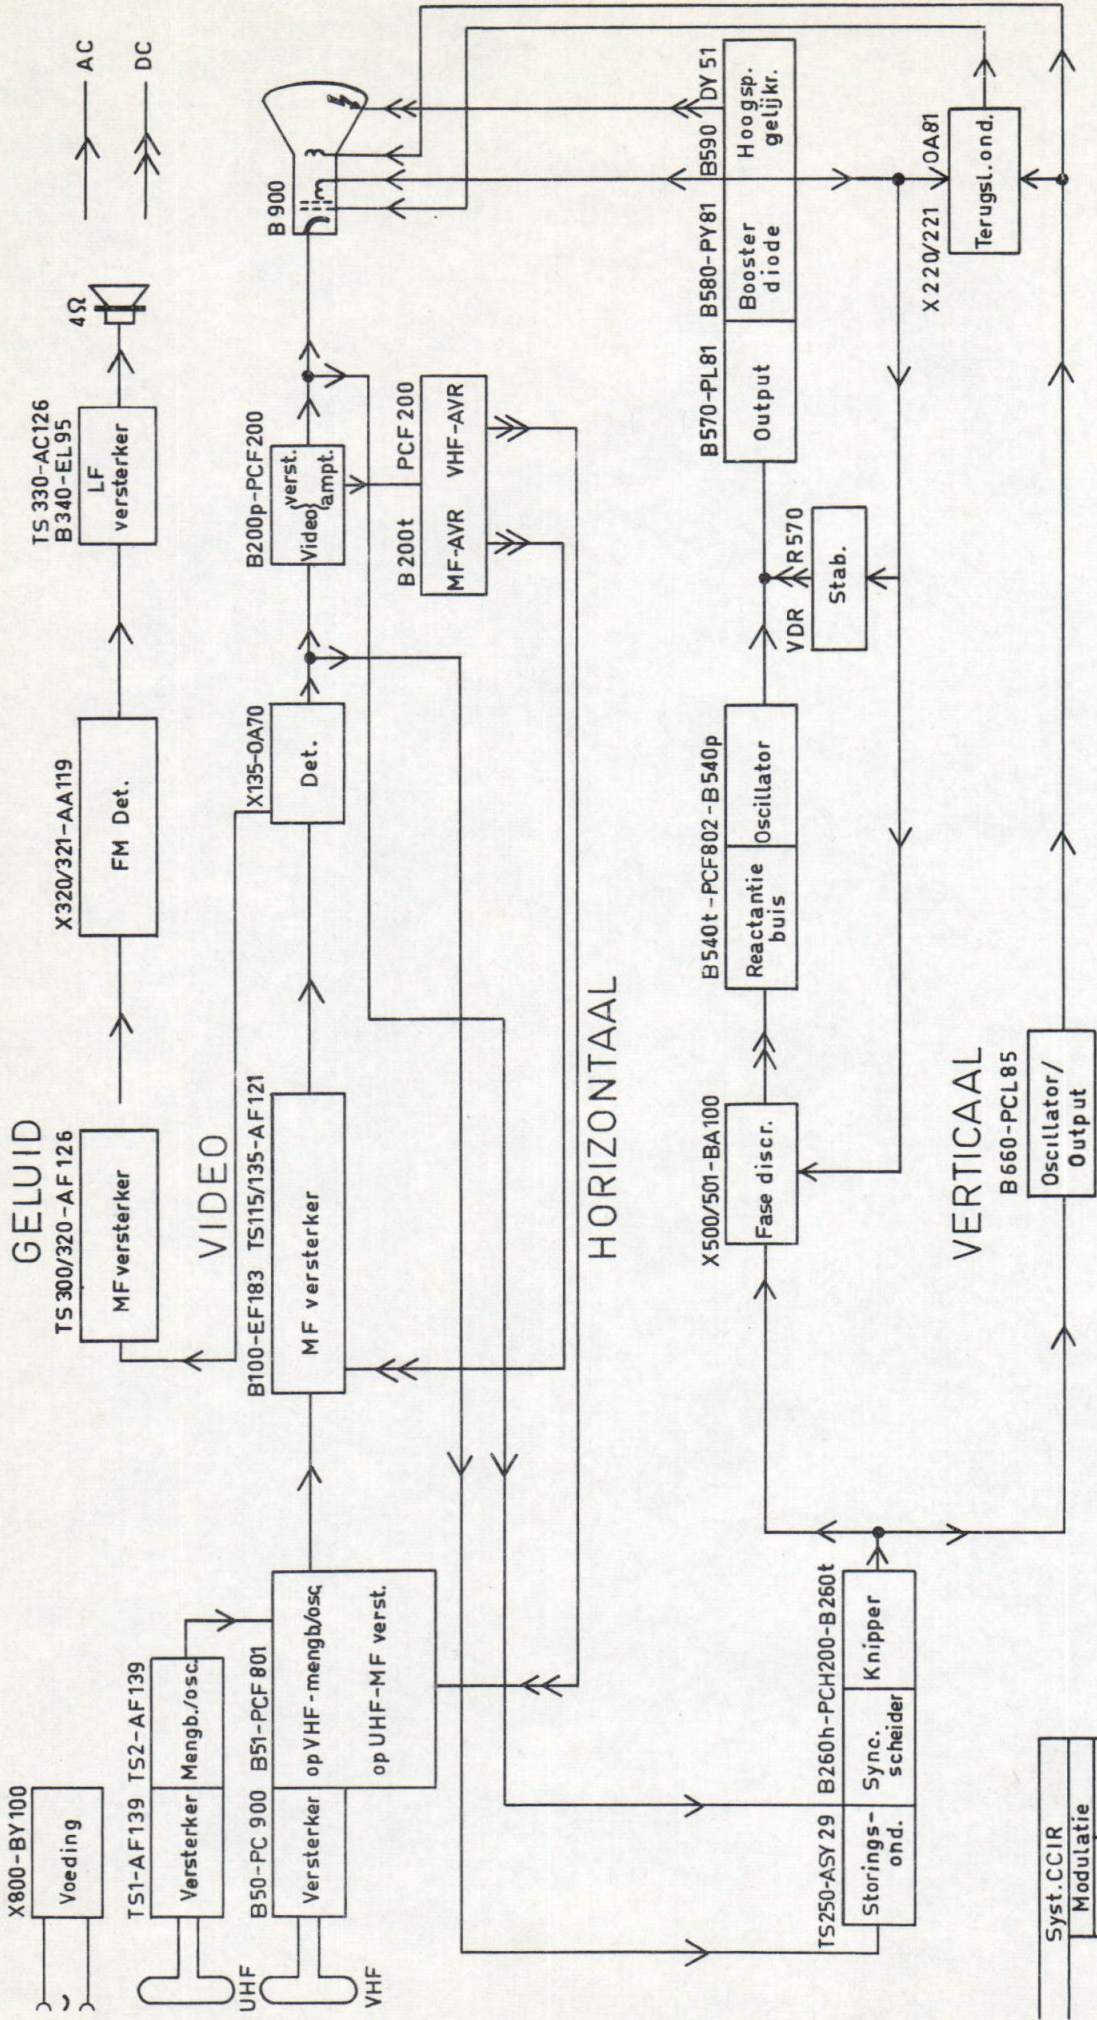 X800-BY100
Voeding
TS1-AF139 TS2-AF139
Versterker
Mengb./osc.
UHF
B50-PC 900 B51-PCF 801
Versterker
op VHF-mengb/osc.
op UHF-MF verst.
VHF
GELUID
TS300/320-AF126
MF versterker
X320/321-AA119
FM Det.
TS 330-AC126
B 340-EL95
LF
versterker
4Ω
AC
DC
VIDEO
B100-EF183 TS115/135-AF121
MF versterker
X135-OA70
Det.
B200p-PCF200
Video {verst.
{ampt.
B200t PCF 200
MF-AVR VHF-AVR
B 900
HORIZONTAAL
X500/501-BA100
Fase discr.
B540t-PCF802-B540p
Reactantie
buis
Oscillator
VDR R570
Stab.
B570-PL81 B580-PY81 B590 DY 51
Output
Booster
diode
Hoogsp.
gelijkr.
X 220/221 OA81
Terugsl.ond.
TS250-ASY 29 B260h-PCH200-B260t
Storings-
ond.
Sync.
scheider
Knipper
VERTICAAL
B 660-PCL85
Oscillator/
Output
Syst.CCIR
Modulatie